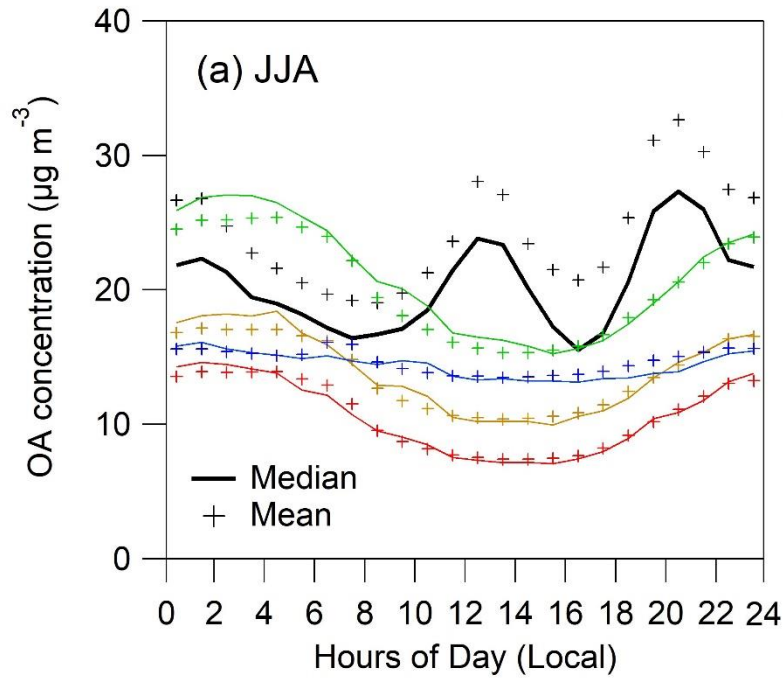 40
(a) JJA
30
OA concentration (µg m⁻³)
20
10
Median
Mean
0
0 2 4 6 8 10 12 14 16 18 20 22 24
Hours of Day (Local)